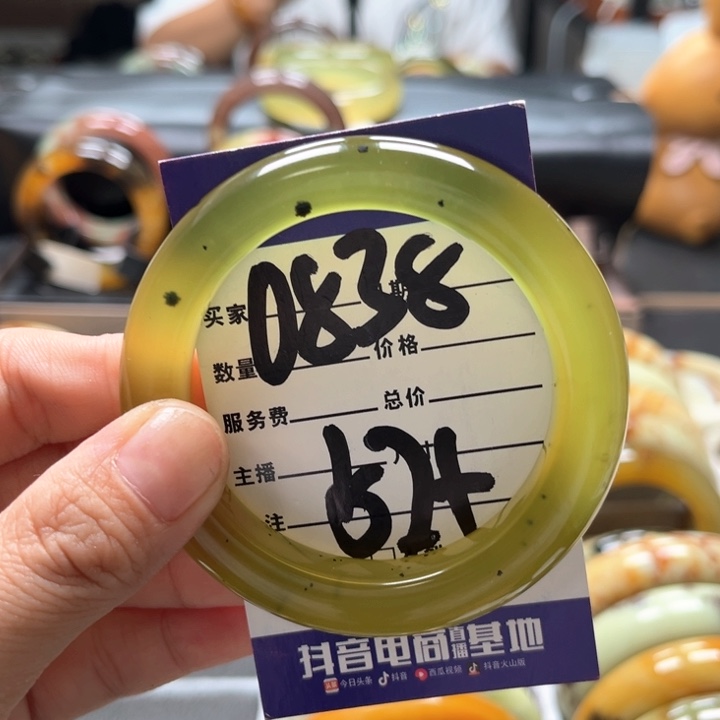 0838
买家 期
数量 价格
服务费 总价
主播
注
抖音电商直播基地
今日头条 抖音 西瓜视频 抖音火山版